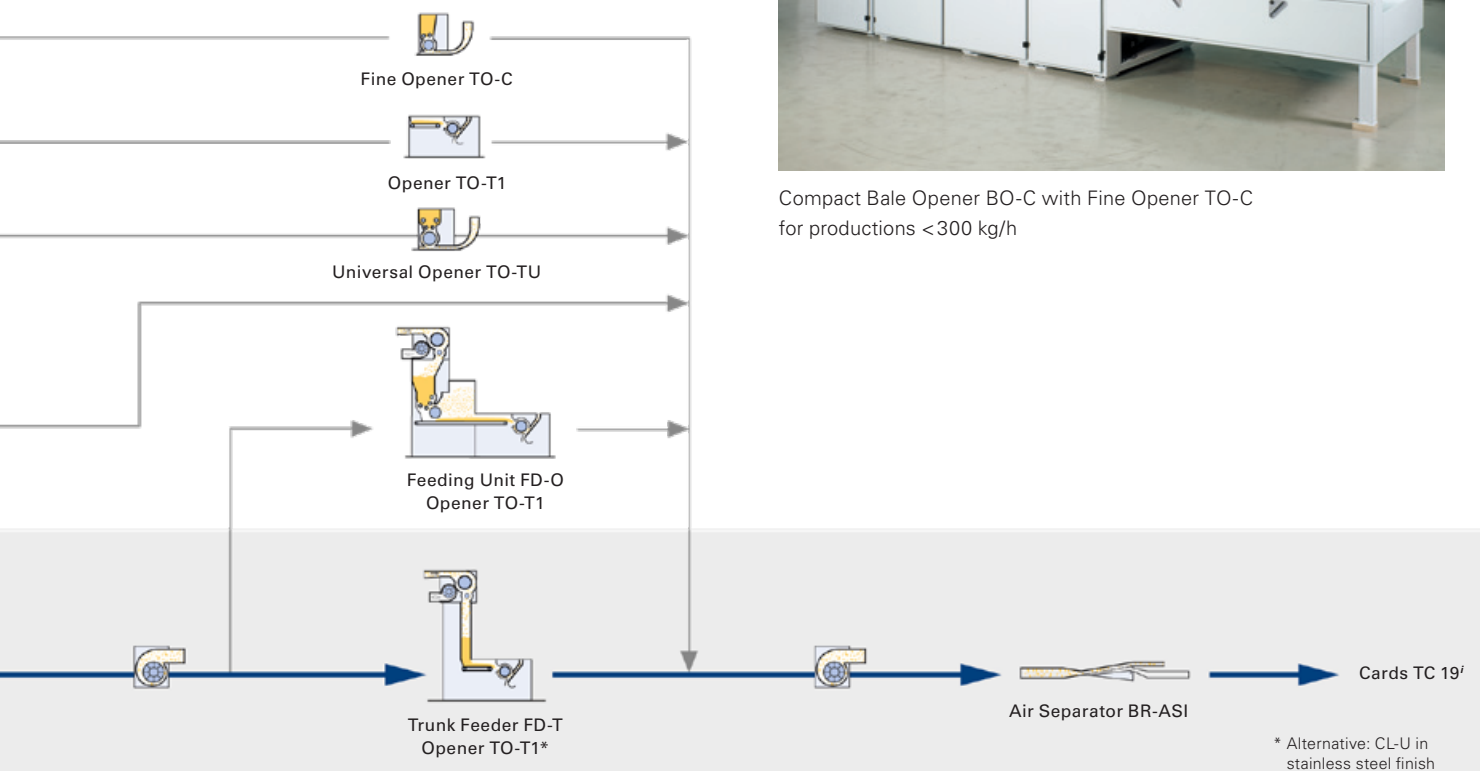 Fine Opener TO-C
Opener TO-T1
Universal Opener TO-TU
Compact Bale Opener BO-C with Fine Opener TO-C
for productions <300 kg/h
Feeding Unit FD-O
Opener TO-T1
Trunk Feeder FD-T
Opener TO-T1*
Air Separator BR-ASI
Cards TC 19i
* Alternative: CL-U in
stainless steel finish